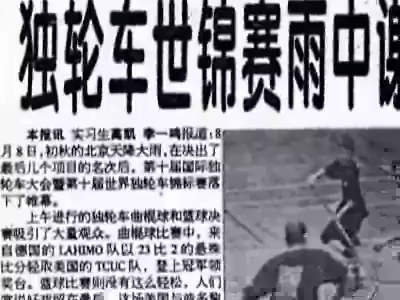 独轮车世锦赛雨中谢
本报讯 实习生高凯 李一鸣报道:8
月8日,初秋的北京天降大雨,在决出了
最后几个项目的名次后,第十届国际独
轮车大会暨第十届世界独轮车锦标赛落
下了帷幕。
上午进行的独轮车曲棍球和篮球决
赛吸引了大量观众。曲棍球比赛中,来
自德国的LAHIMO队以23比2的悬殊
比分轻取美国的TCUC队,登上冠军领
奖台。篮球比赛则没有这么轻松,人们